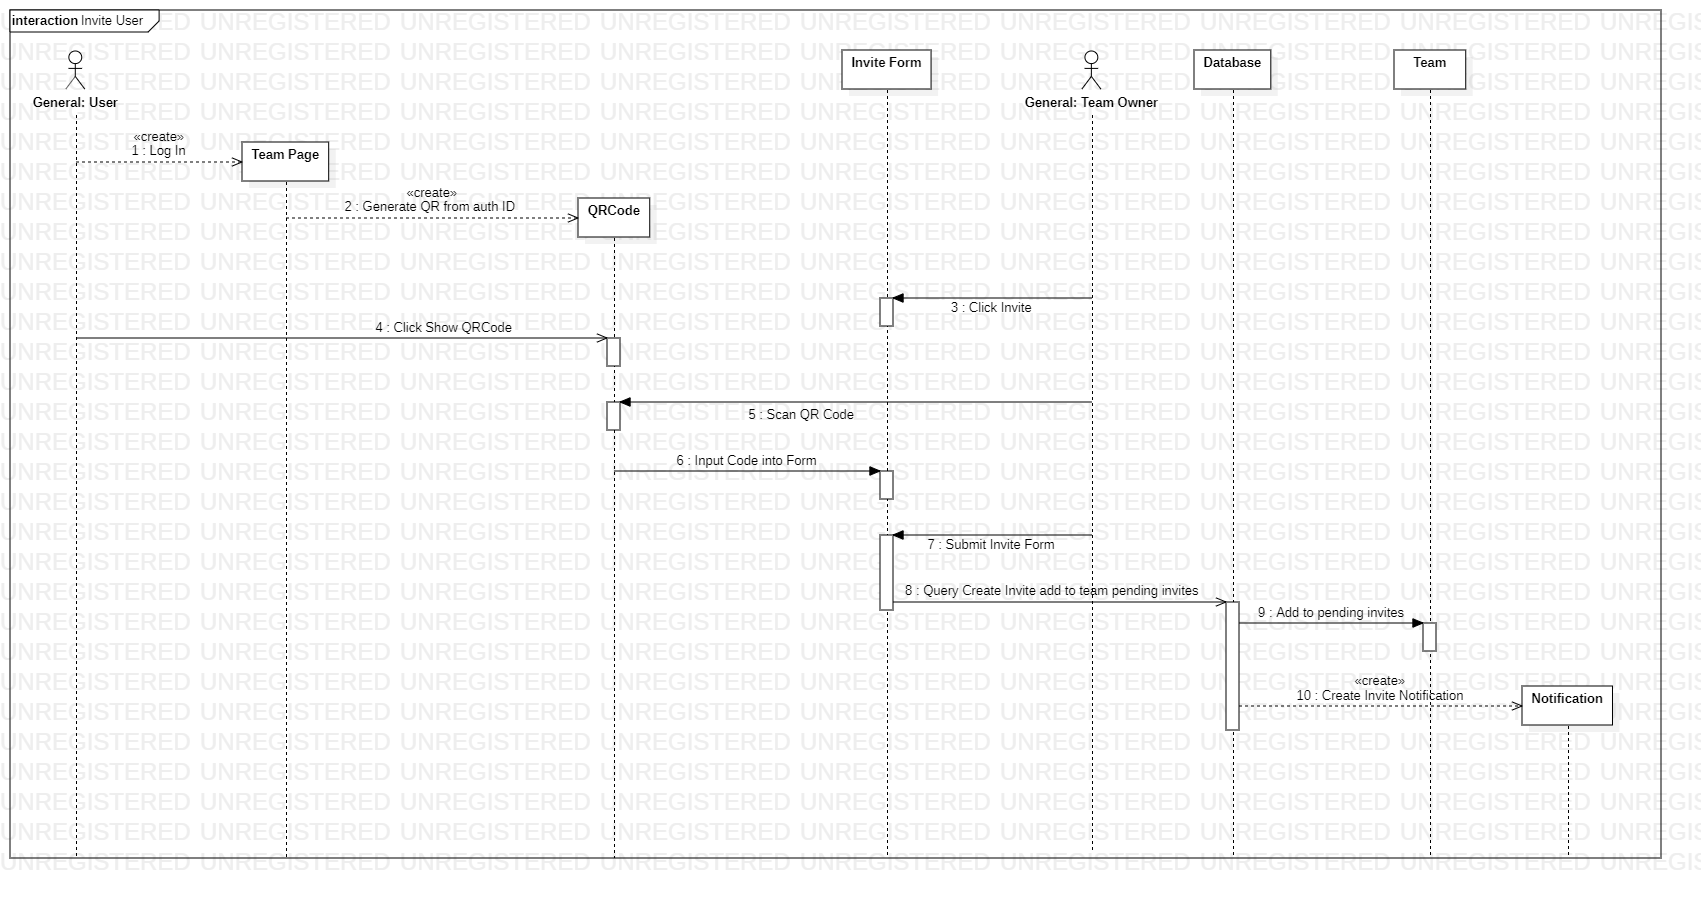 interaction Invite User
General: User
Invite Form
General: Team Owner
Database
Team
«create»
1 : Log In
Team Page
«create»
2 : Generate QR from auth ID
QRCode
3 : Click Invite
4 : Click Show QRCode
5 : Scan QR Code
6 : Input Code into Form
7 : Submit Invite Form
8 : Query Create Invite add to team pending invites
9 : Add to pending invites
«create»
10 : Create Invite Notification
Notification
UNREGISTERED